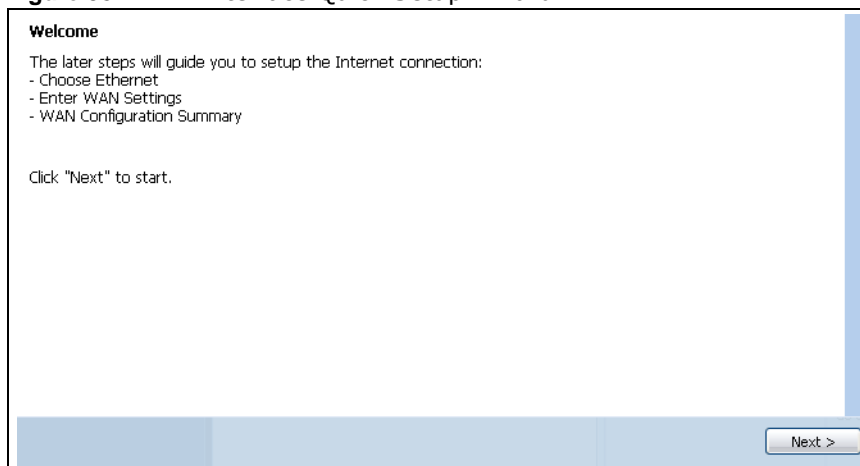 Welcome
The later steps will guide you to setup the Internet connection:
- Choose Ethernet
- Enter WAN Settings
- WAN Configuration Summary
Click "Next" to start.
Next >